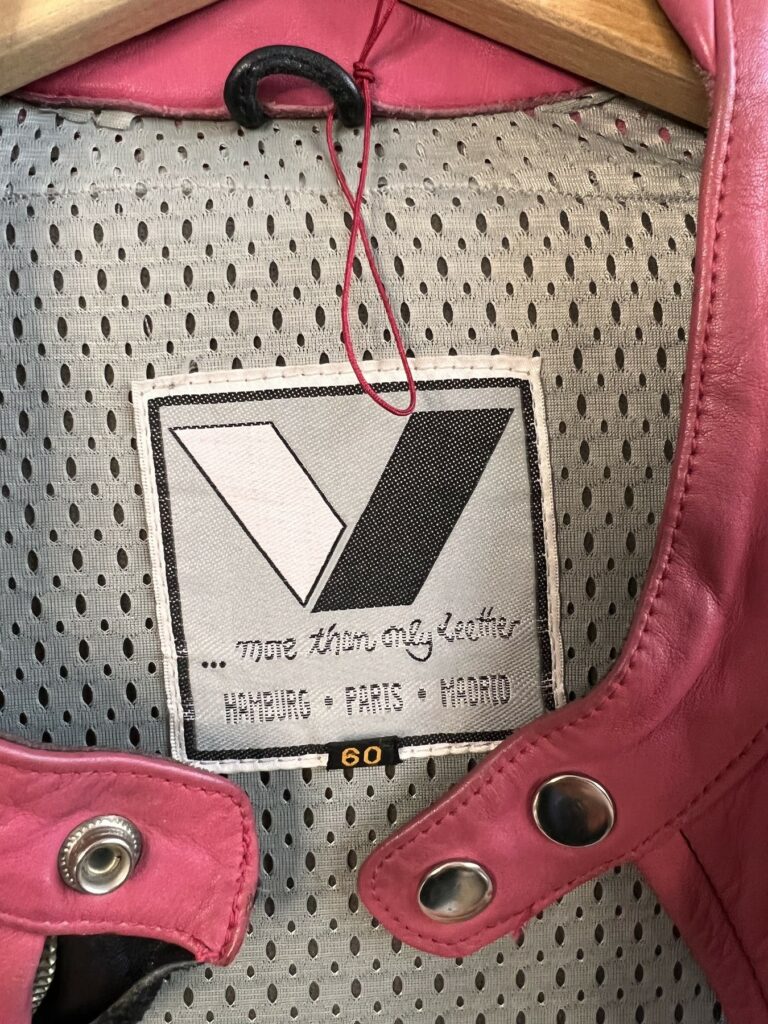 ... more than only leather
HAMBURG • PARIS • MADRID
60